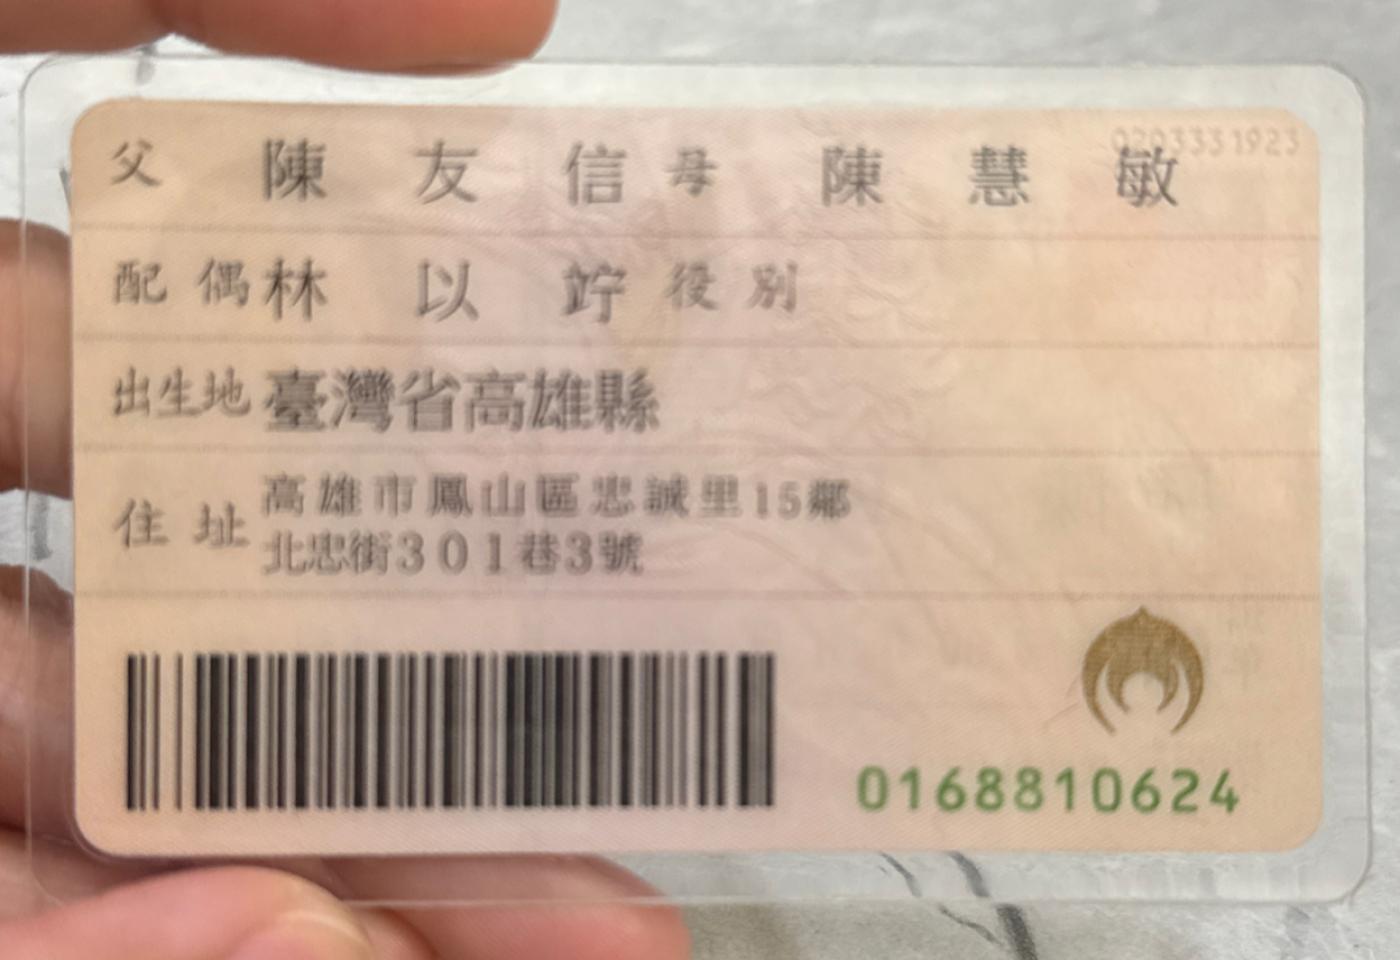 0203331923
父 陳友信 母 陳慧敏
配偶 林以竚 役別
出生地 臺灣省高雄縣
住址 高雄市鳳山區忠誠里15鄰
北忠街301巷3號
0168810624